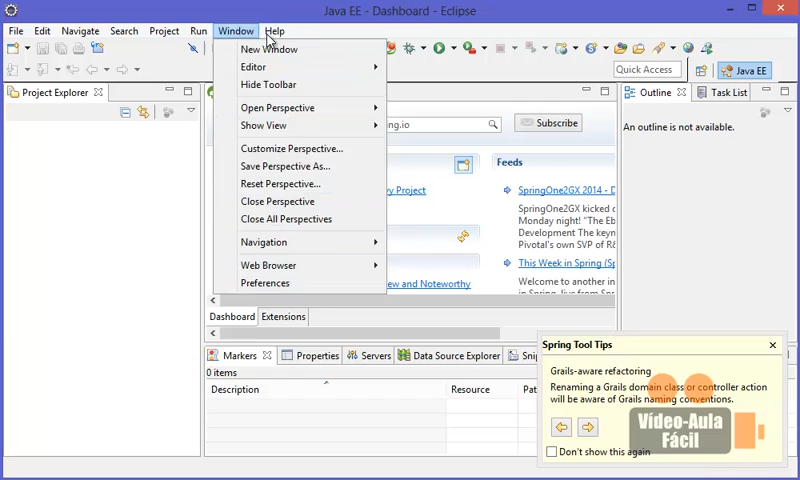 Java EE - Dashboard - Eclipse
File Edit Navigate Search Project Run Window Help
New Window
Editor
Hide Toolbar
Open Perspective
Show View
Customize Perspective...
Save Perspective As...
Reset Perspective...
Close Perspective
Close All Perspectives
Navigation
Web Browser
Preferences
Quick Access
Java EE
Project Explorer
ng.io
Subscribe
Project
ew and Noteworthy
Feeds
SpringOne2GX 2014 - D
SpringOne2GX kicked
Monday night! "The
Development The key
Pivotal's own SVP of R&
This Week in Spring (S
Welcome to another in
Dashboard Extensions
Outline Task List
An outline is not available.
Markers Properties Servers Data Source Explorer Snip
0 items
Description Resource Pat
Spring Tool Tips
Grails-aware refactoring
Renaming a Grails domain class or controller action
will be aware of Grails naming conventions.
Don't show this again
Vídeo-Aula
Fácil